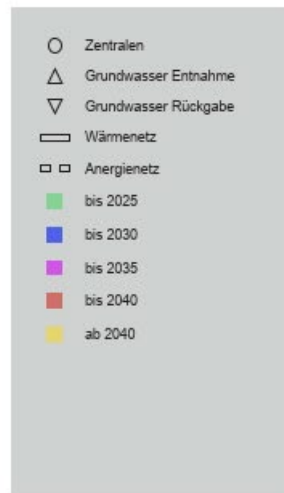 Zentralen
Grundwasser Entnahme
Grundwasser Rückgabe
Wärmenetz
Anergienetz
bis 2025
bis 2030
bis 2035
bis 2040
ab 2040